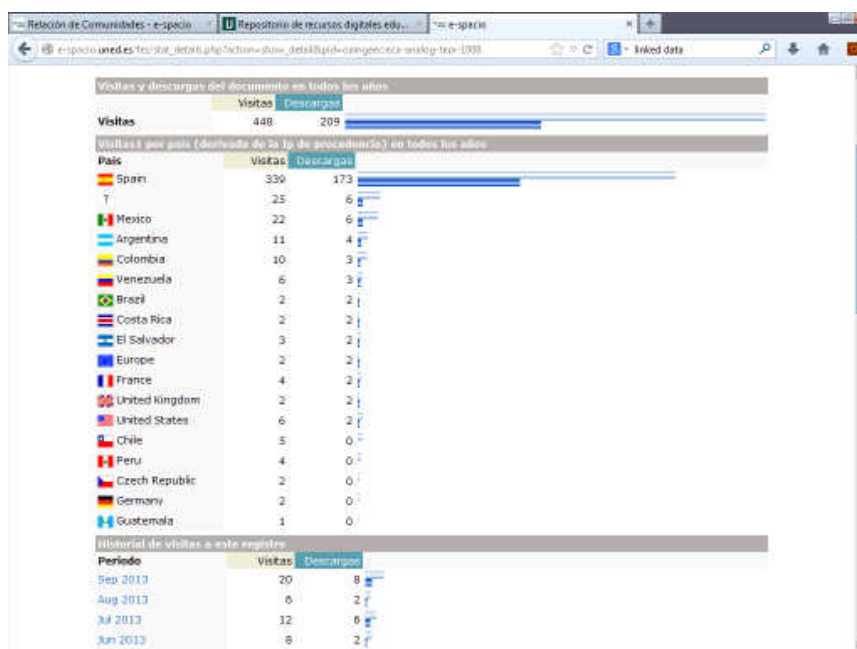 Relación de Comunidades - e-spacio
Repositorio de recursos digitales edu...
e-spacio
e-spacio.uned.es
linked data
Visitas y descargas del documento en todos los años
Visitas Descargas
Visitas 448 209
Visitas1 por país (derivada de la Ip de procedencia) en todos los años
País Visitas Descargas
Spain 339 173
? 25 6
Mexico 22 6
Argentina 11 4
Colombia 10 3
Venezuela 6 3
Brazil 2 2
Costa Rica 2 2
El Salvador 3 2
Europe 2 2
France 4 2
United Kingdom 2 2
United States 6 2
Chile 5 0
Peru 4 0
Czech Republic 2 0
Germany 2 0
Guatemala 1 0
Historial de visitas a este registro
Periodo Visitas Descargas
Sep 2013 20 8
Aug 2013 6 2
Jul 2013 12 6
Jun 2013 8 2